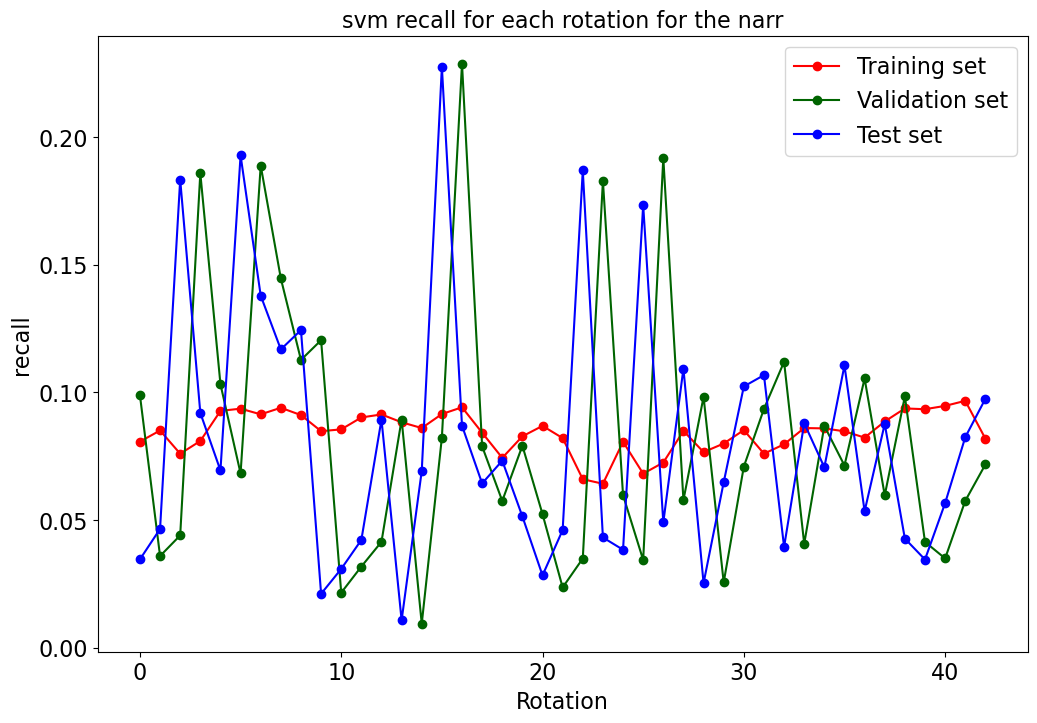 svm recall for each rotation for the narr
Training set
Validation set
Test set
recall
0.20
0.15
0.10
0.05
0.00
0 10 20 30 40
Rotation